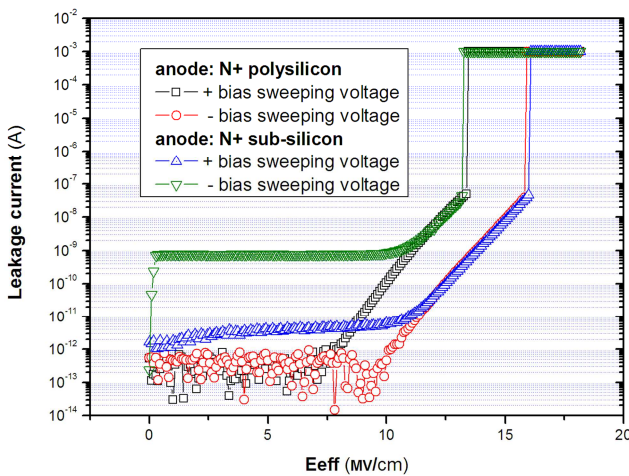 10⁻²
10⁻³
10⁻⁴
10⁻⁵
10⁻⁶
10⁻⁷
10⁻⁸
10⁻⁹
10⁻¹⁰
10⁻¹¹
10⁻¹²
10⁻¹³
10⁻¹⁴
Leakage current (A)
anode: N+ polysilicon
+ bias sweeping voltage
- bias sweeping voltage
anode: N+ sub-silicon
+ bias sweeping voltage
- bias sweeping voltage
0 5 10 15 20
Eeff (MV/cm)